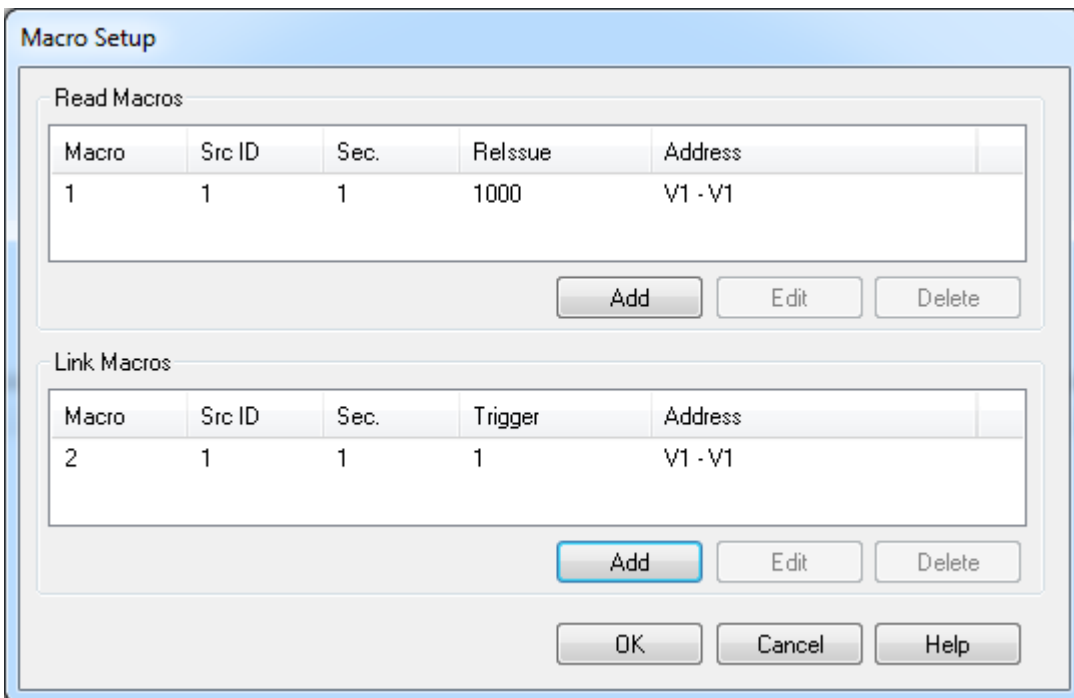 Macro Setup
Read Macros
Macro Src ID Sec. ReIssue Address
1 1 1 1000 V1 - V1
Add Edit Delete
Link Macros
Macro Src ID Sec. Trigger Address
2 1 1 1 V1 - V1
Add Edit Delete
OK Cancel Help